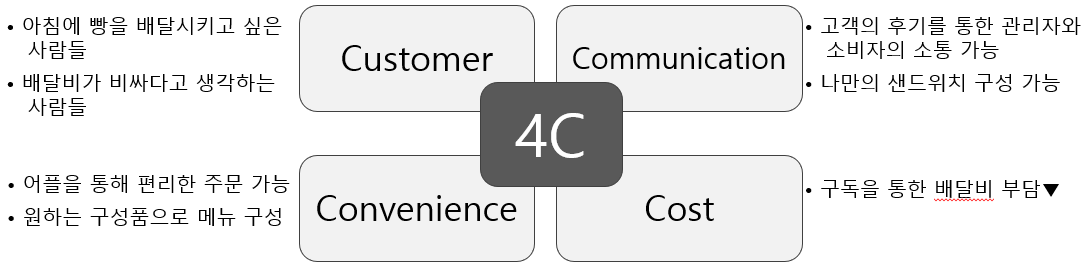 • 아침에 빵을 배달시키고 싶은
사람들
• 배달비가 비싸다고 생각하는
사람들
Customer
Communication
• 고객의 후기를 통한 관리자와
소비자의 소통 가능
• 나만의 샌드위치 구성 가능
4C
• 어플을 통해 편리한 주문 가능
• 원하는 구성품으로 메뉴 구성
Convenience
Cost
• 구독을 통한 배달비 부담▼